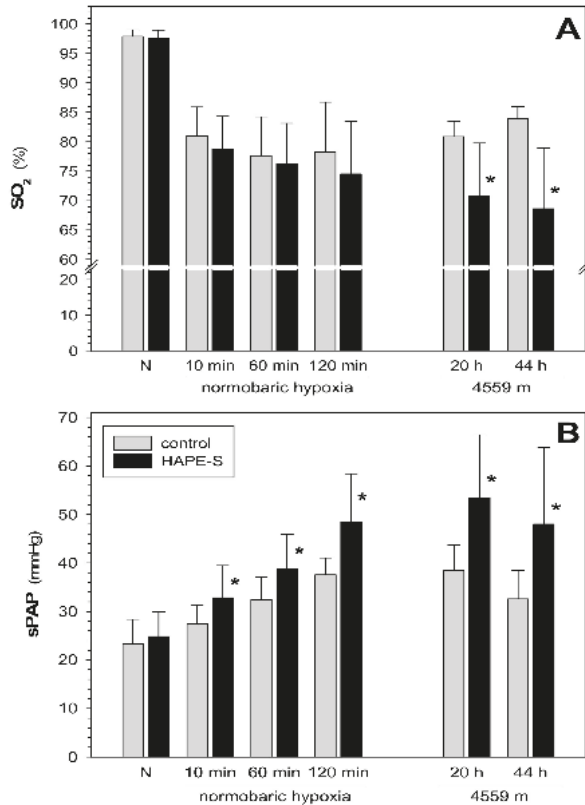 A
SO₂ (%)
100
95
90
85
80
75
70
65
60
20
10
0
*
*
N 10 min 60 min 120 min 20 h 44 h
normobaric hypoxia 4559 m
B
sPAP (mmHg)
70
60
50
40
30
20
10
0
control
HAPE-S
*
*
*
*
*
N 10 min 60 min 120 min 20 h 44 h
normobaric hypoxia 4559 m